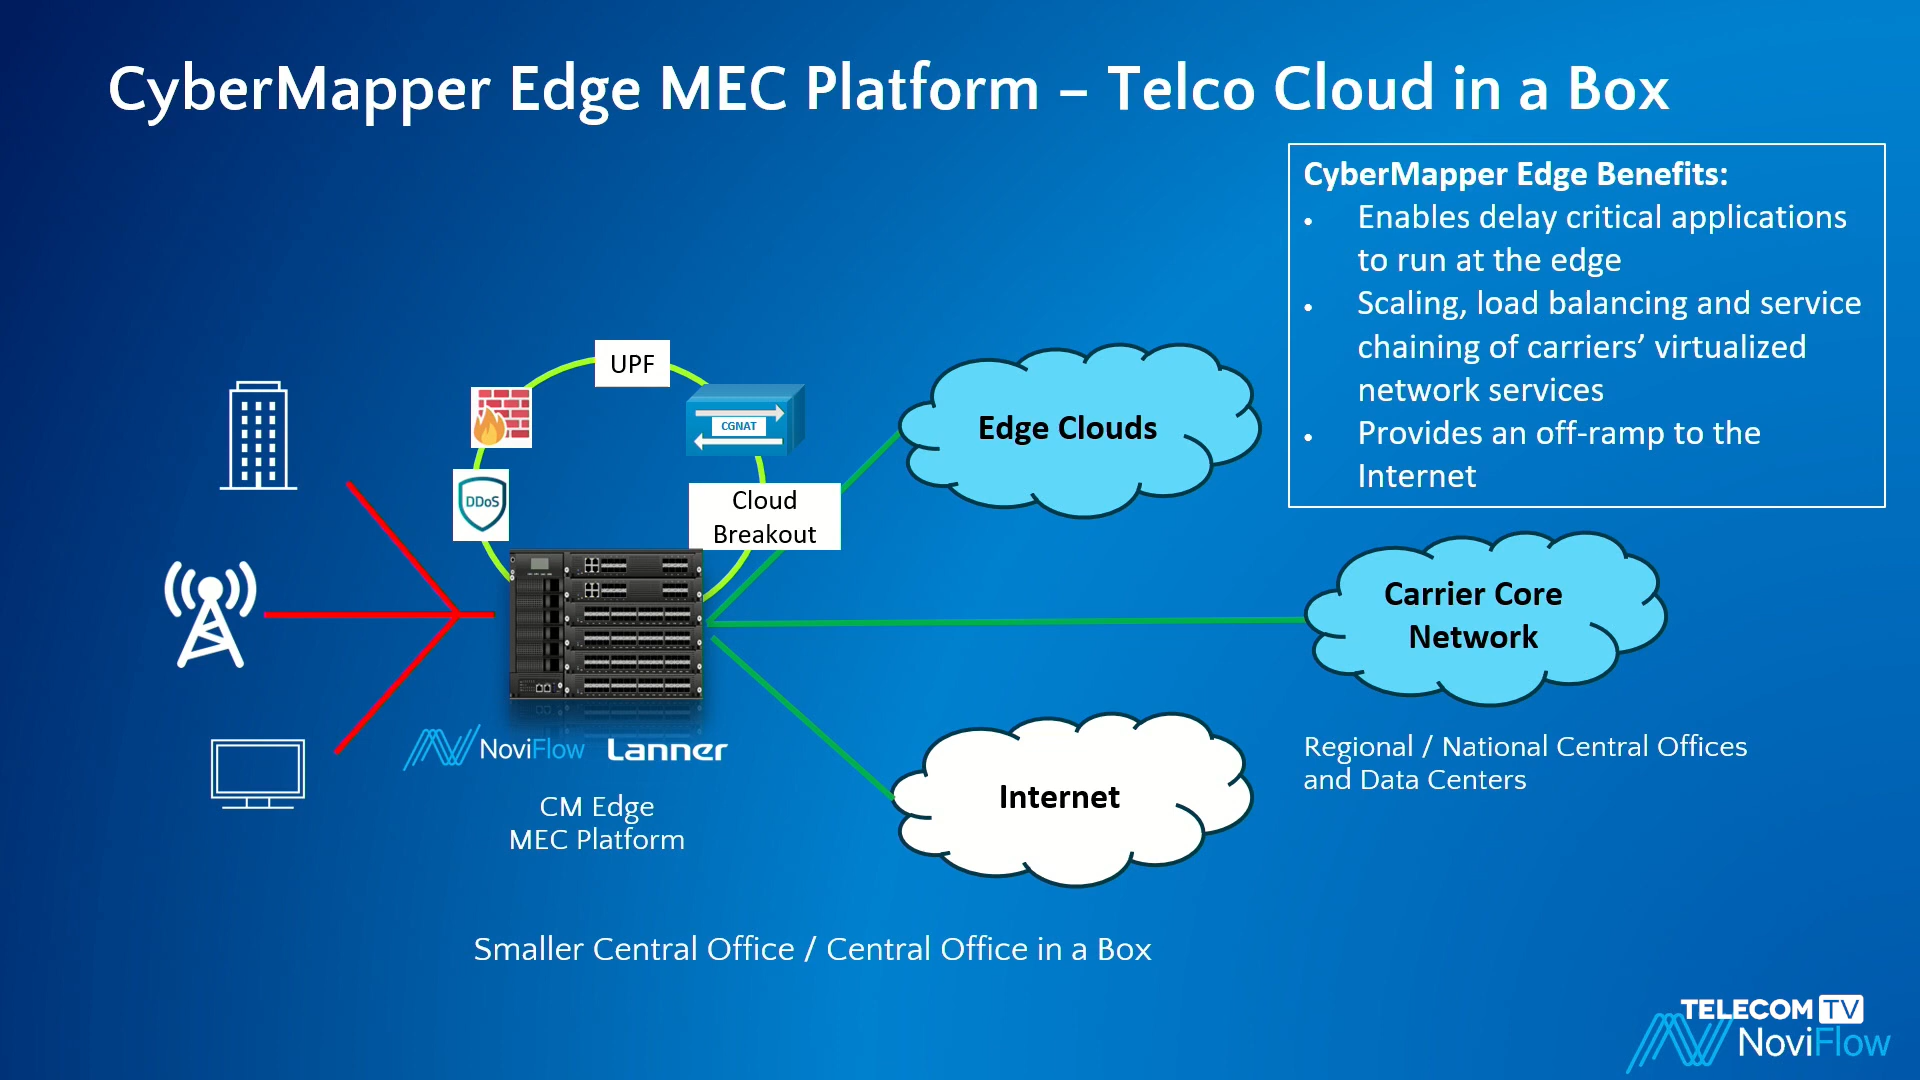 CyberMapper Edge MEC Platform – Telco Cloud in a Box
CyberMapper Edge Benefits:
• Enables delay critical applications
to run at the edge
• Scaling, load balancing and service
chaining of carriers’ virtualized
network services
• Provides an off-ramp to the
Internet
UPF
CGNAT
DDoS
Cloud
Breakout
Edge Clouds
Carrier Core
Network
Regional / National Central Offices
and Data Centers
NoviFlow
Lanner
CM Edge
MEC Platform
Internet
Smaller Central Office / Central Office in a Box
TELECOM TV
NoviFlow